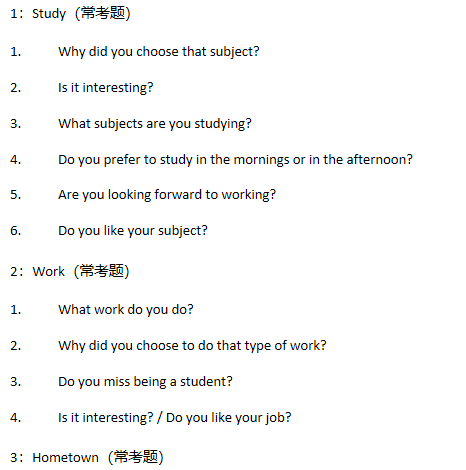 1：Study（常考题）
1. Why did you choose that subject?
2. Is it interesting?
3. What subjects are you studying?
4. Do you prefer to study in the mornings or in the afternoon?
5. Are you looking forward to working?
6. Do you like your subject?
2：Work（常考题）
1. What work do you do?
2. Why did you choose to do that type of work?
3. Do you miss being a student?
4. Is it interesting? / Do you like your job?
3：Hometown（常考题）